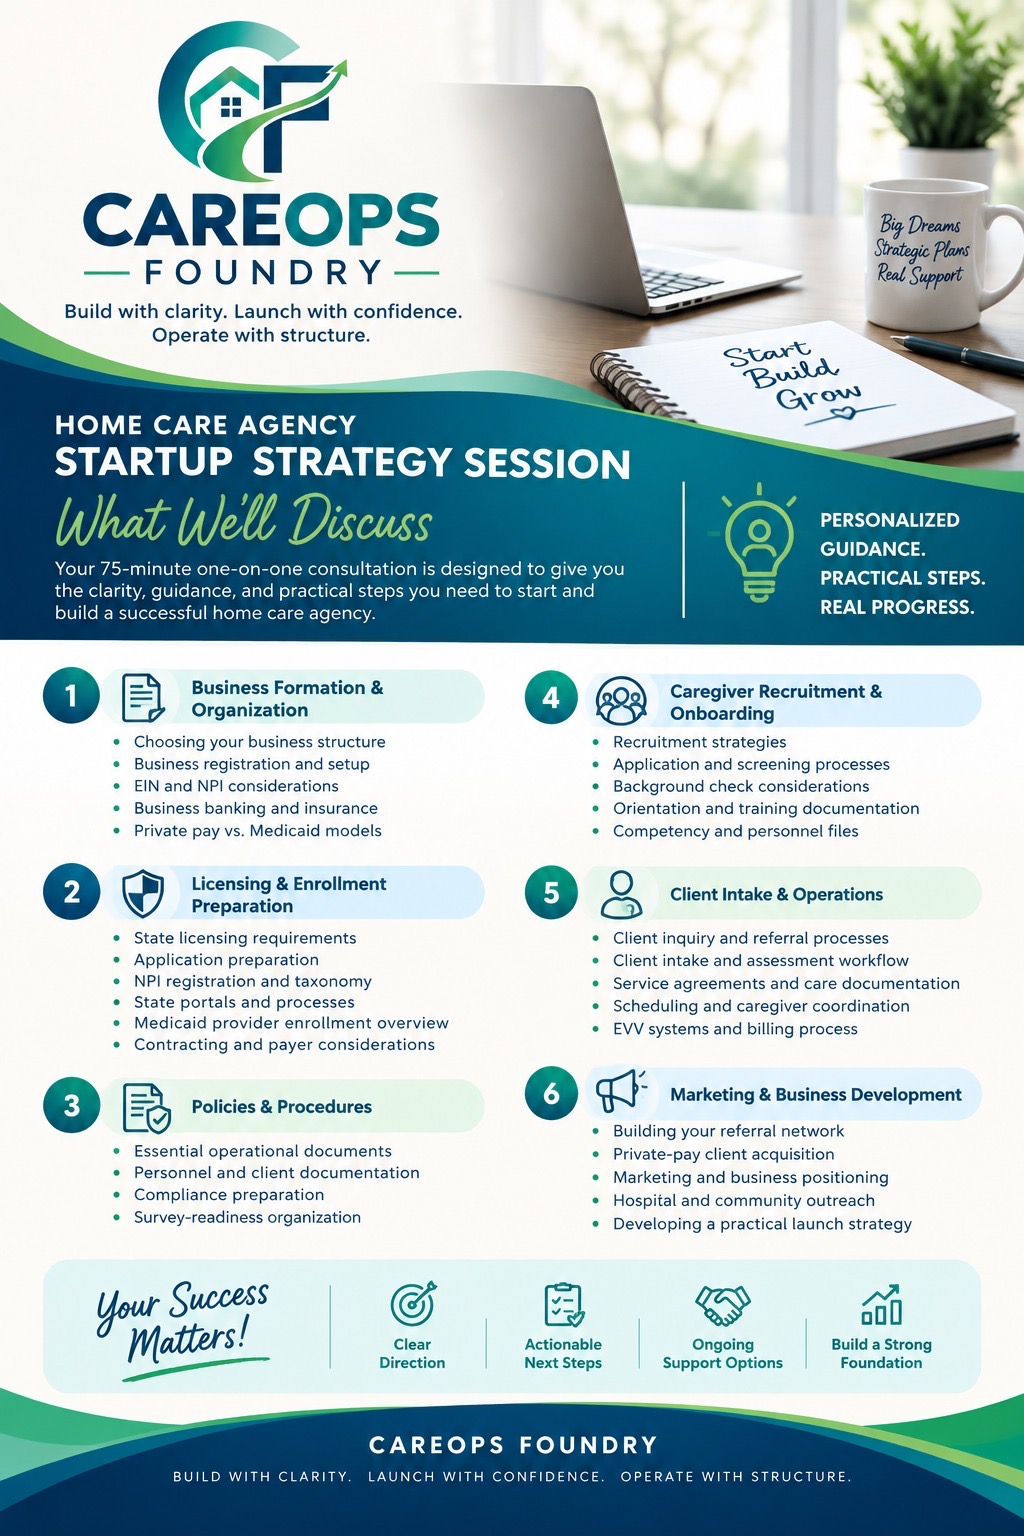 CF
CAREOPS
FOUNDRY
Build with clarity. Launch with confidence.
Operate with structure.
Big Dreams
Strategic Plans
Real Support
Start
Build
Grow
HOME CARE AGENCY
STARTUP STRATEGY SESSION
What We'll Discuss
Your 75-minute one-on-one consultation is designed to give you
the clarity, guidance, and practical steps you need to start and
build a successful home care agency.
PERSONALIZED
GUIDANCE.
PRACTICAL STEPS.
REAL PROGRESS.
1
Business Formation &
Organization
• Choosing your business structure
• Business registration and setup
• EIN and NPI considerations
• Business banking and insurance
• Private pay vs. Medicaid models
2
Licensing & Enrollment
Preparation
• State licensing requirements
• Application preparation
• NPI registration and taxonomy
• State portals and processes
• Medicaid provider enrollment overview
• Contracting and payer considerations
3
Policies & Procedures
• Essential operational documents
• Personnel and client documentation
• Compliance preparation
• Survey-readiness organization
4
Caregiver Recruitment &
Onboarding
• Recruitment strategies
• Application and screening processes
• Background check considerations
• Orientation and training documentation
• Competency and personnel files
5
Client Intake & Operations
• Client inquiry and referral processes
• Client intake and assessment workflow
• Service agreements and care documentation
• Scheduling and caregiver coordination
• EVV systems and billing process
6
Marketing & Business Development
• Building your referral network
• Private-pay client acquisition
• Marketing and business positioning
• Hospital and community outreach
• Developing a practical launch strategy
Your Success
Matters!
Clear
Direction
Actionable
Next Steps
Ongoing
Support Options
Build a Strong
Foundation
CAREOPS FOUNDRY
BUILD WITH CLARITY. LAUNCH WITH CONFIDENCE. OPERATE WITH STRUCTURE.